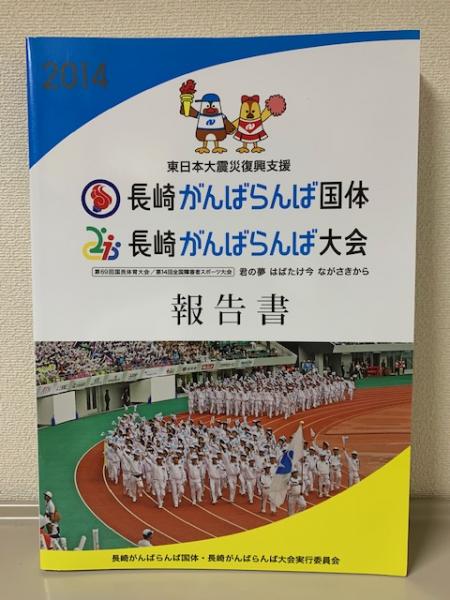 2014
東日本大震災復興支援
長崎がんばらんば国体
長崎がんばらんば大会
第69回国民体育大会/第14回全国障害者スポーツ大会 君の夢 はばたけ今 ながさきから
報告書
長崎がんばらんば国体・長崎がんばらんば大会実行委員会